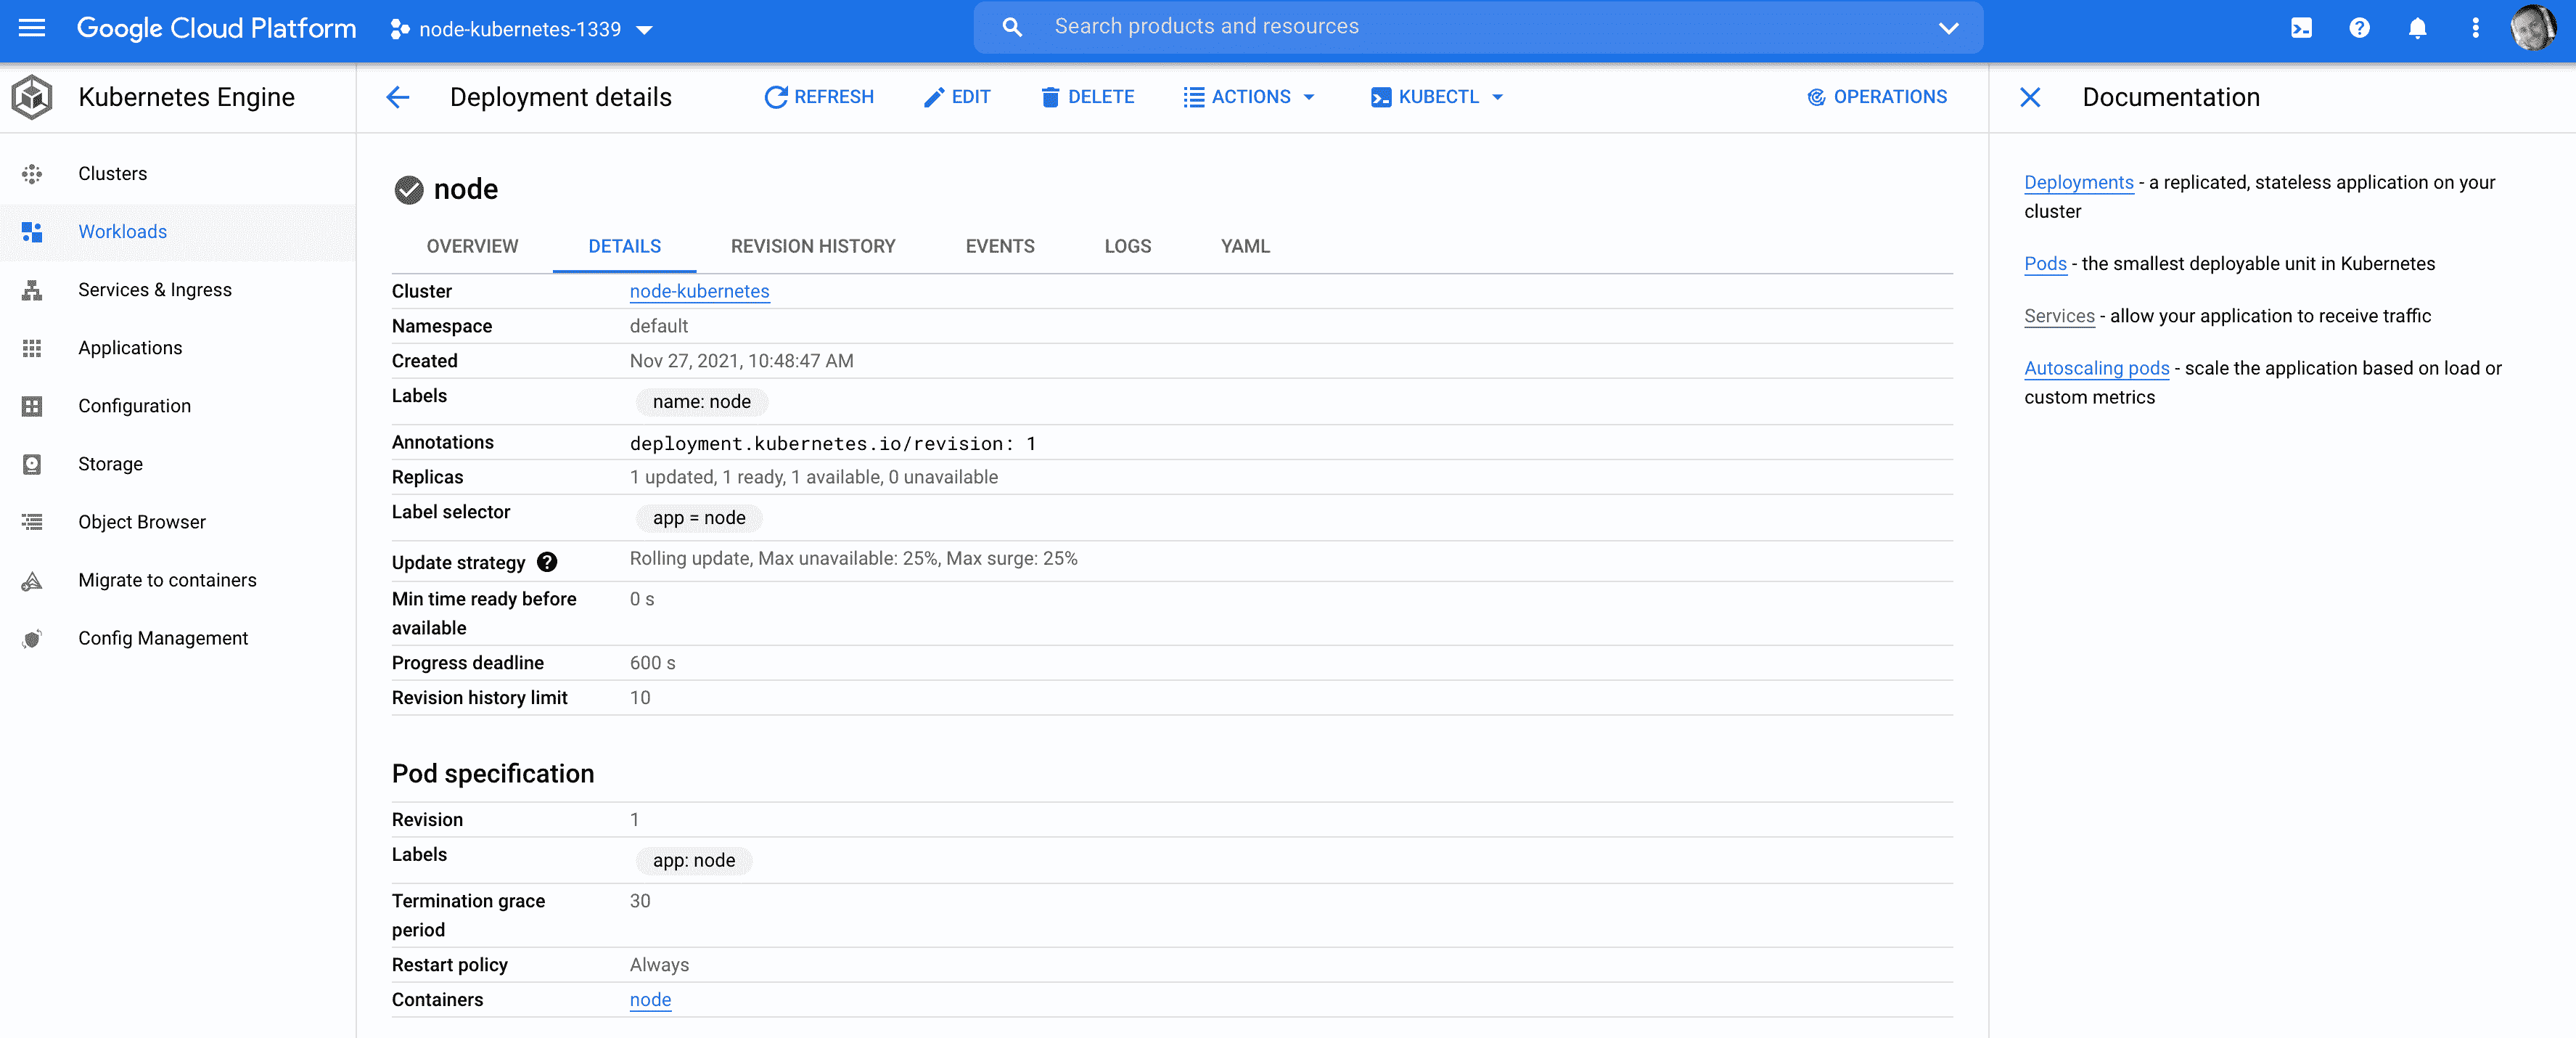 Google Cloud Platform
node-kubernetes-1339
Search products and resources
Kubernetes Engine
Clusters
Workloads
Services & Ingress
Applications
Configuration
Storage
Object Browser
Migrate to containers
Config Management
Deployment details
REFRESH
EDIT
DELETE
ACTIONS
KUBECTL
OPERATIONS
node
OVERVIEW
DETAILS
REVISION HISTORY
EVENTS
LOGS
YAML
Cluster node-kubernetes
Namespace default
Created Nov 27, 2021, 10:48:47 AM
Labels name: node
Annotations deployment.kubernetes.io/revision: 1
Replicas 1 updated, 1 ready, 1 available, 0 unavailable
Label selector app = node
Update strategy ? Rolling update, Max unavailable: 25%, Max surge: 25%
Min time ready before 0 s
available
Progress deadline 600 s
Revision history limit 10
Pod specification
Revision 1
Labels app: node
Termination grace 30
period
Restart policy Always
Containers node
Documentation
Deployments - a replicated, stateless application on your
cluster
Pods - the smallest deployable unit in Kubernetes
Services - allow your application to receive traffic
Autoscaling pods - scale the application based on load or
custom metrics